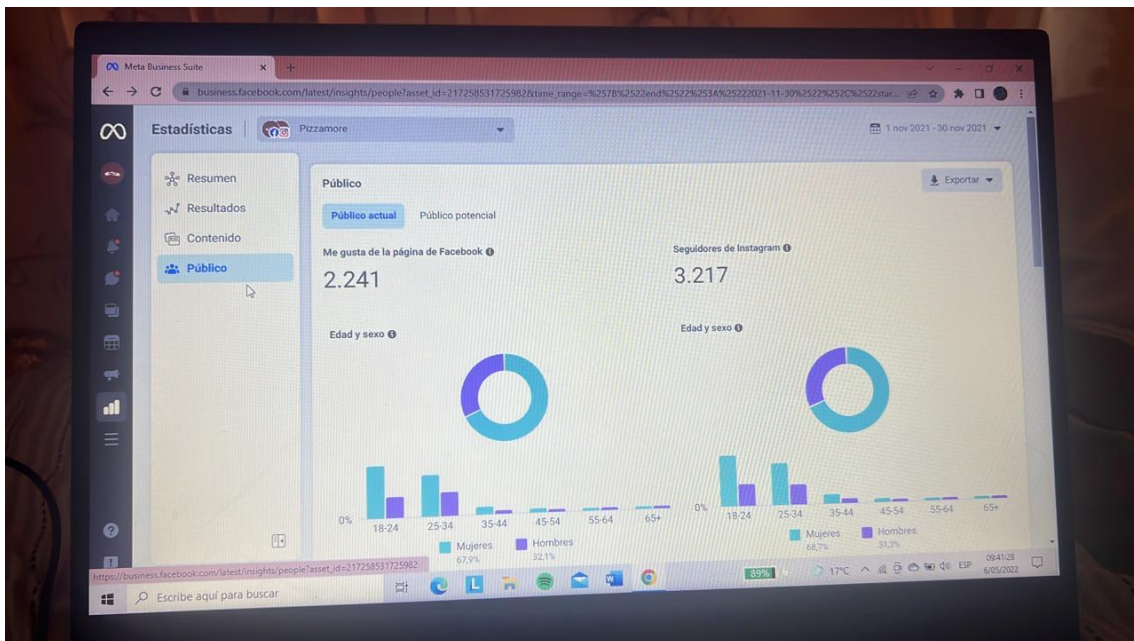 Meta Business Suite
business.facebook.com/latest/insights/people?asset_id=217258531725982&time_range=%257B%2522end%2522%253A%25222021-11-30%2522%252C%2522star...
Estadísticas
Pizzamore
1 nov 2021 - 30 nov 2021
Resumen
Resultados
Contenido
Público
Público
Exportar
Público actual
Público potencial
Me gusta de la página de Facebook
2.241
Seguidores de Instagram
3.217
Edad y sexo
0%
18-24 25-34 35-44 45-54 55-64 65+
Mujeres
67,9%
Hombres
32,1%
Edad y sexo
0%
18-24 25-34 35-44 45-54 55-64 65+
Mujeres
68,7%
Hombres
31,3%
https://business.facebook.com/latest/insights/people?asset_id=217258531725982
Escribe aquí para buscar
89%
17°C
ESP
09:41:28
6/05/2022